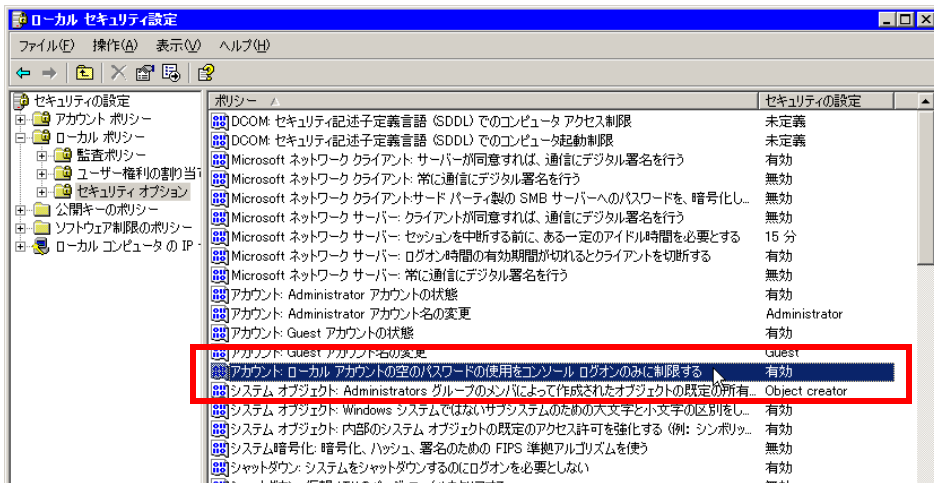 ローカル セキュリティ設定
ファイル(F) 操作(A) 表示(V) ヘルプ(H)
セキュリティの設定
アカウント ポリシー
ローカル ポリシー
監査ポリシー
ユーザー権利の割り当て
セキュリティ オプション
公開キーのポリシー
ソフトウェア制限のポリシー
ローカル コンピュータ の IP
ポリシー セキュリティの設定
DCOM: セキュリティ記述子定義言語 (SDDL) でのコンピュータ アクセス制限 未定義
DCOM: セキュリティ記述子定義言語 (SDDL) でのコンピュータ起動制限 未定義
Microsoft ネットワーク クライアント: サーバーが同意すれば、通信にデジタル署名を行う 有効
Microsoft ネットワーク クライアント: 常に通信にデジタル署名を行う 無効
Microsoft ネットワーク クライアント:サード パーティ製の SMB サーバーへのパスワードを、暗号化し... 無効
Microsoft ネットワーク サーバー: クライアントが同意すれば、通信にデジタル署名を行う 無効
Microsoft ネットワーク サーバー: セッションを中断する前に、ある一定のアイドル時間を必要とする 15 分
Microsoft ネットワーク サーバー: ログオン時間の有効期間が切れるとクライアントを切断する 有効
Microsoft ネットワーク サーバー: 常に通信にデジタル署名を行う 無効
アカウント: Administrator アカウントの状態 有効
アカウント: Administrator アカウント名の変更 Administrator
アカウント: Guest アカウントの状態 有効
アカウント: Guest アカウント名の変更 Guest
アカウント: ローカル アカウントの空のパスワードの使用をコンソール ログオンのみに制限する 有効
システム オブジェクト: Administrators グループのメンバによって作成されたオブジェクトの既定の所有... Object creator
システム オブジェクト: Windows システムではないサブシステムのための大文字と小文字の区別をし... 有効
システム オブジェクト: 内部のシステム オブジェクトの既定のアクセス許可を強化する (例: シンボリッ... 有効
システム暗号化: 暗号化、ハッシュ、署名のための FIPS 準拠アルゴリズムを使う 無効
シャットダウン: システムをシャットダウンするのにログオンを必要としない 有効